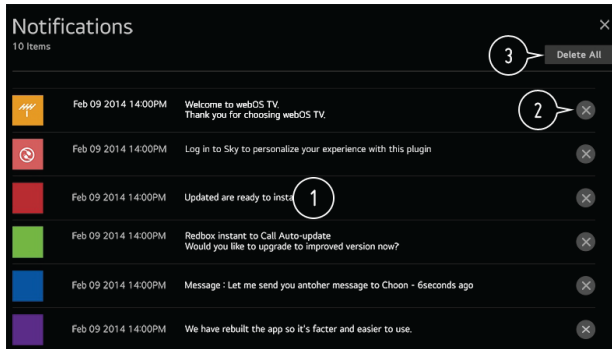 Notifications
10 Items
3
Delete All
Feb 09 2014 14:00PM
Welcome to webOS TV.
Thank you for choosing webOS TV.
2
Feb 09 2014 14:00PM
Log in to Sky to personalize your experience with this plugin
Feb 09 2014 14:00PM
Updated are ready to insta
1
Feb 09 2014 14:00PM
Redbox instant to Call Auto-update
Would you like to upgrade to improved version now?
Feb 09 2014 14:00PM
Message : Let me send you antoher message to Choon - 6seconds ago
Feb 09 2014 14:00PM
We have rebuilt the app so it's facter and easier to use.